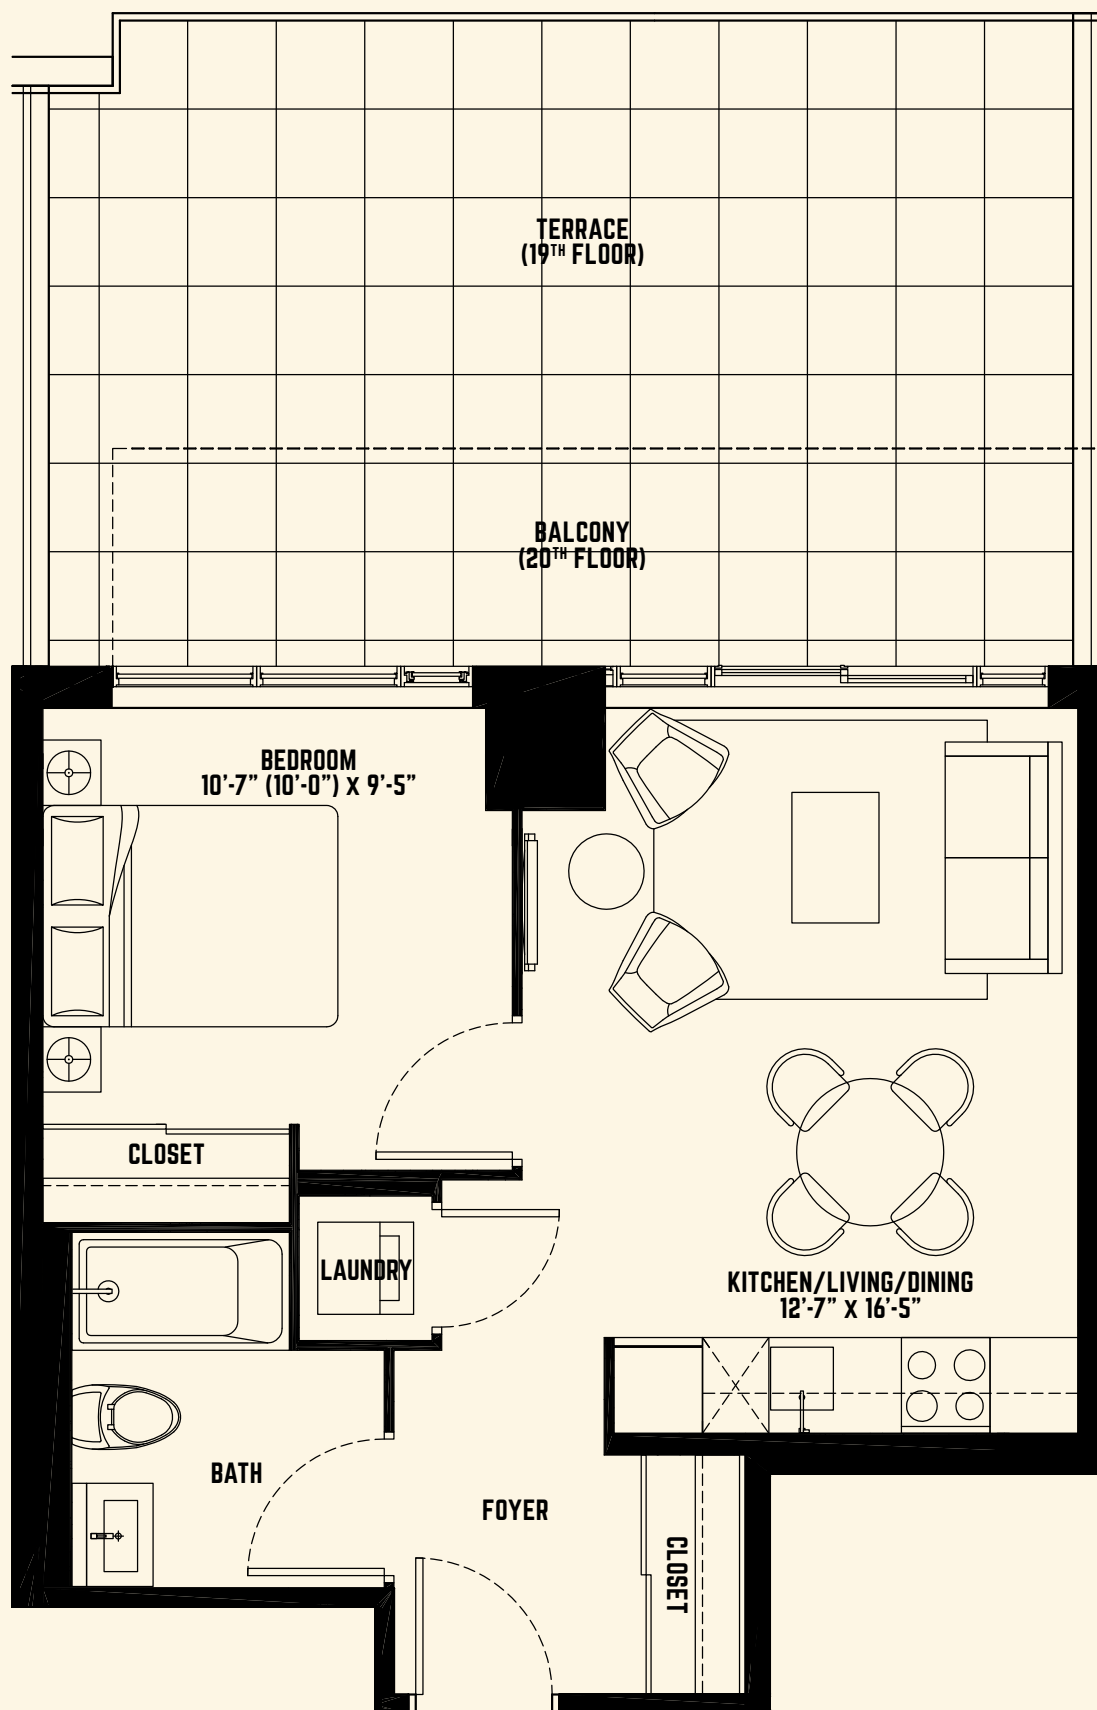 TERRACE
(19TH FLOOR)
BALCONY
(20TH FLOOR)
BEDROOM
10'-7” (10'-0”) X 9'-5”
CLOSET
LAUNDRY
KITCHEN/LIVING/DINING
12'-7” X 16'-5”
BATH
FOYER
CLOSET